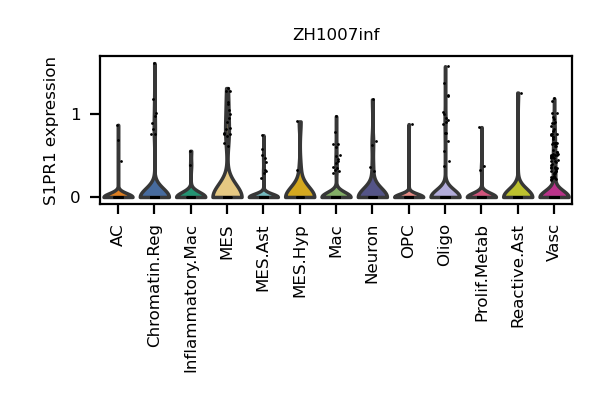 ZH1007inf
S1PR1 expression
1
0
AC
Chromatin.Reg
Inflammatory.Mac
MES
MES.Ast
MES.Hyp
Mac
Neuron
OPC
Oligo
Prolif.Metab
Reactive.Ast
Vasc